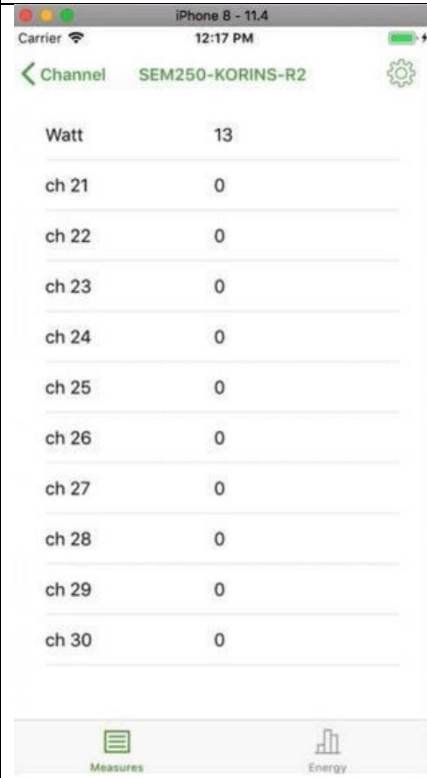 iPhone 8 - 11.4
Carrier 12:17 PM
Channel SEM250-KORINS-R2
Watt 13
ch 21 0
ch 22 0
ch 23 0
ch 24 0
ch 25 0
ch 26 0
ch 27 0
ch 28 0
ch 29 0
ch 30 0
Measures Energy